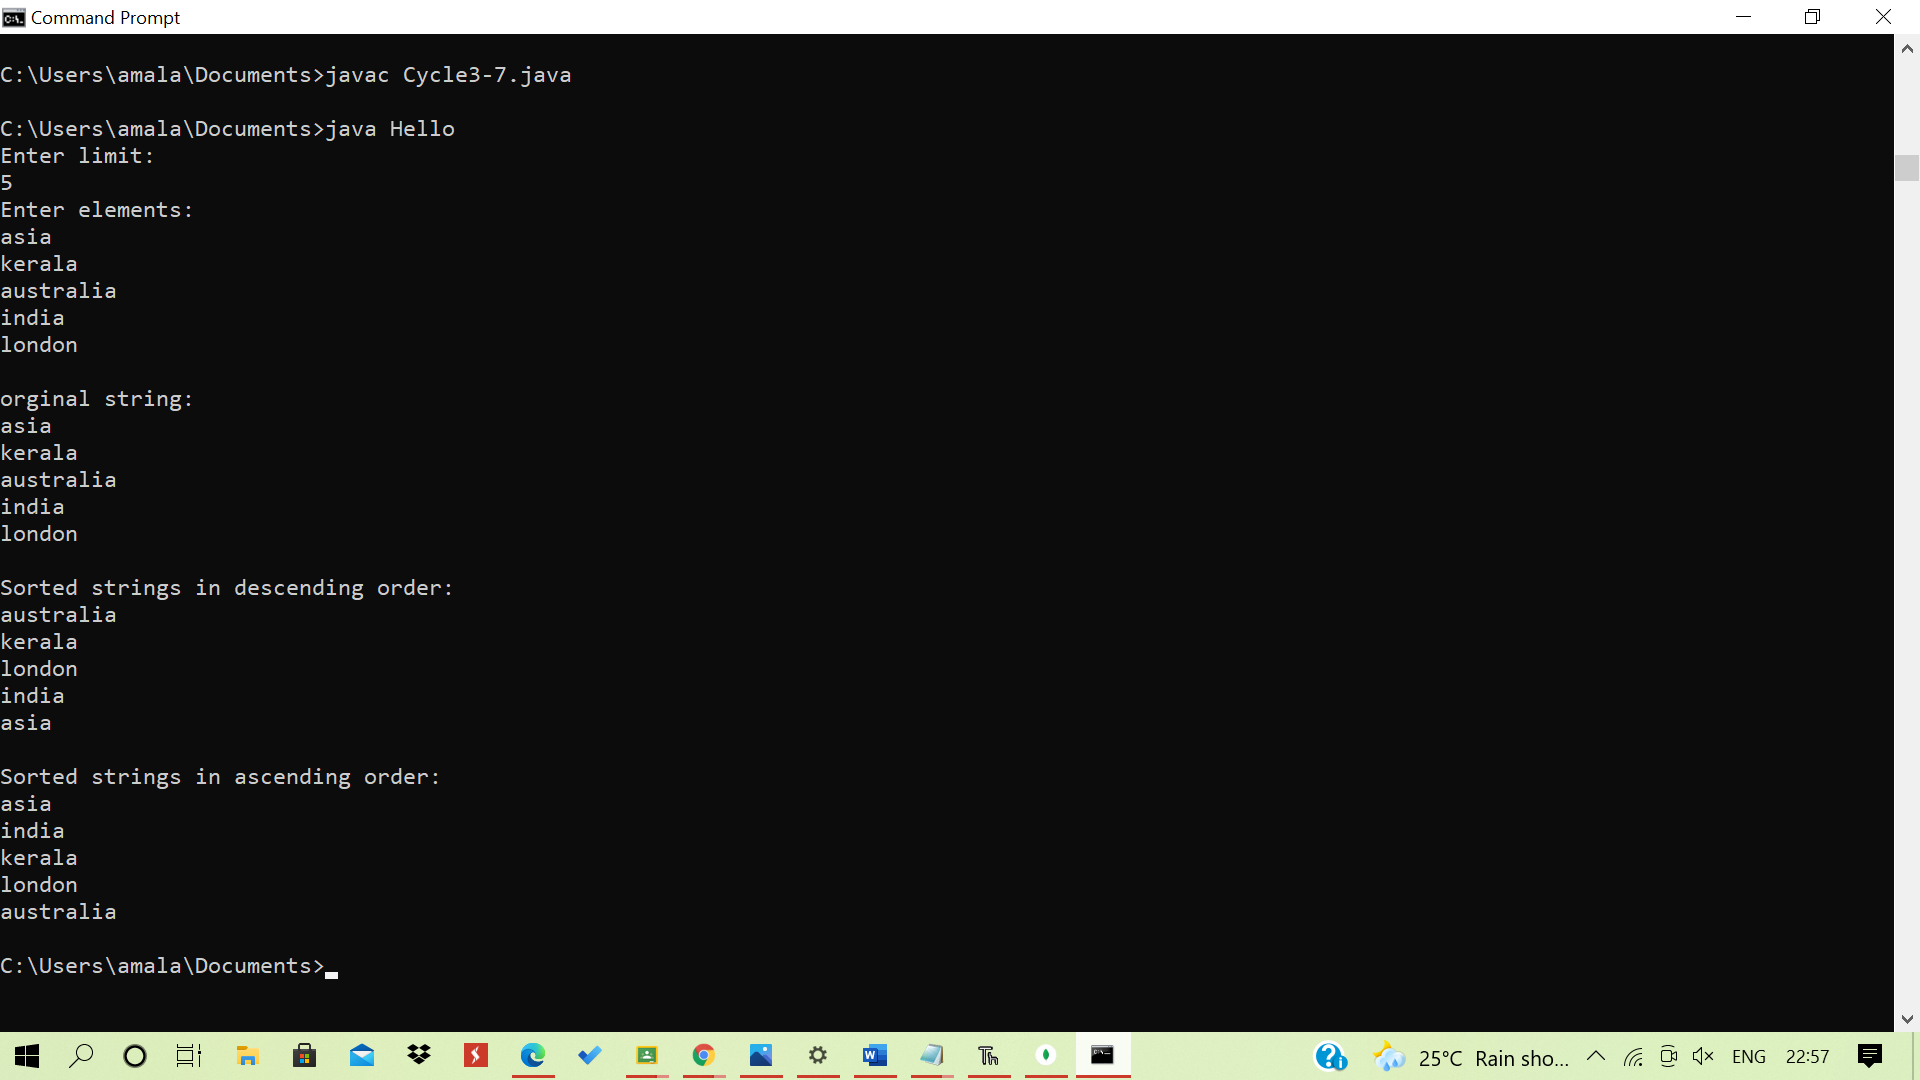 Command Prompt
C:\Users\amala\Documents>javac Cycle3-7.java
C:\Users\amala\Documents>java Hello
Enter limit:
5
Enter elements:
asia
kerala
australia
india
london
orginal string:
asia
kerala
australia
india
london
Sorted strings in descending order:
australia
kerala
london
india
asia
Sorted strings in ascending order:
asia
india
kerala
london
australia
C:\Users\amala\Documents>
25°C Rain sho... ENG 22:57